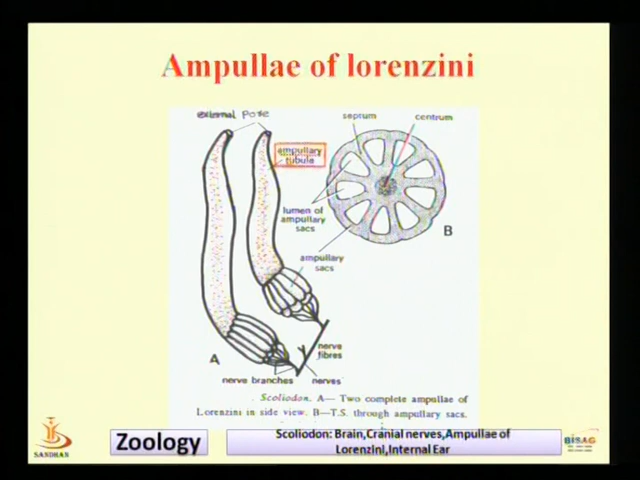 Ampullae of lorenzini
external Pore
septum
centrum
ampullary
tubule
lumen of
ampullary
sacs
B
ampullary
sacs
A
nerve
fibres
nerve branches
nerves
Scoliodon. A— Two complete ampullae of
Lorenzini in side view. B—T.S. through ampullary sacs.
SANDHAN
Zoology
Scoliodon: Brain,Cranial nerves,Ampullae of
Lorenzini,Internal Ear
BISAG